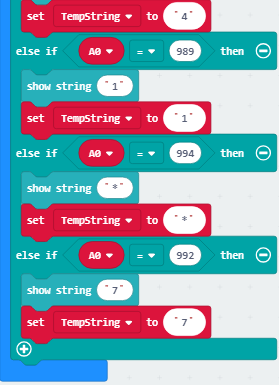 set TempString to "4"
else if A0 = 989 then
show string "1"
set TempString to "1"
else if A0 = 994 then
show string "*"
set TempString to "*"
else if A0 = 992 then
show string "7"
set TempString to "7"